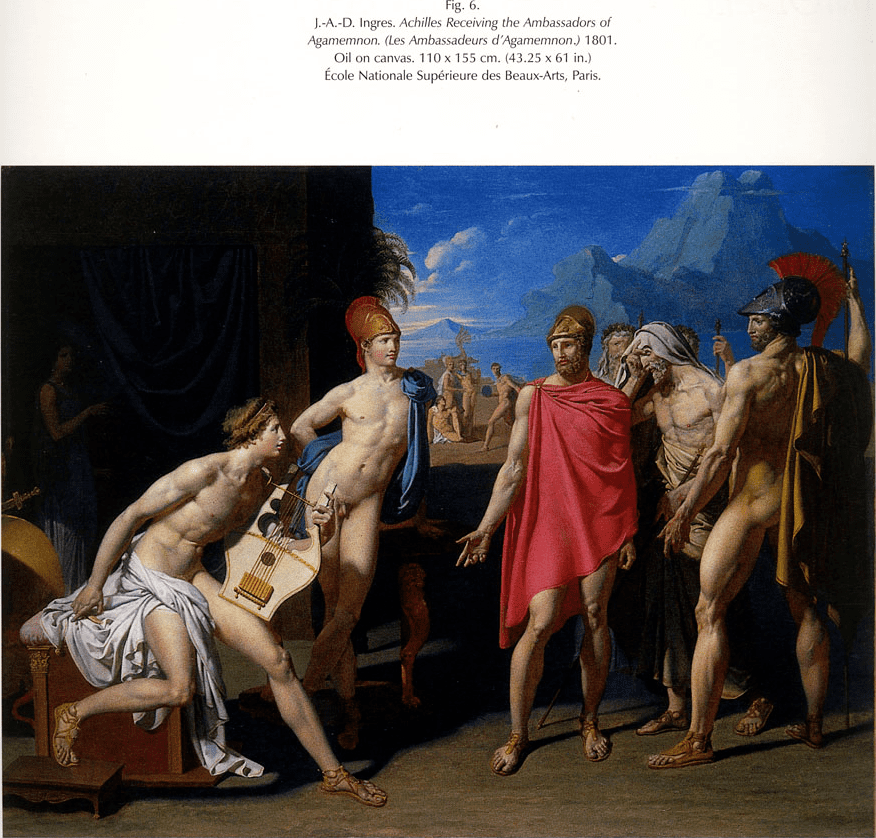 Fig. 6.
J.-A.-D. Ingres. Achilles Receiving the Ambassadors of
Agamemnon. (Les Ambassadeurs d'Agamemnon.) 1801.
Oil on canvas. 110 x 155 cm. (43.25 x 61 in.)
École Nationale Supérieure des Beaux-Arts, Paris.